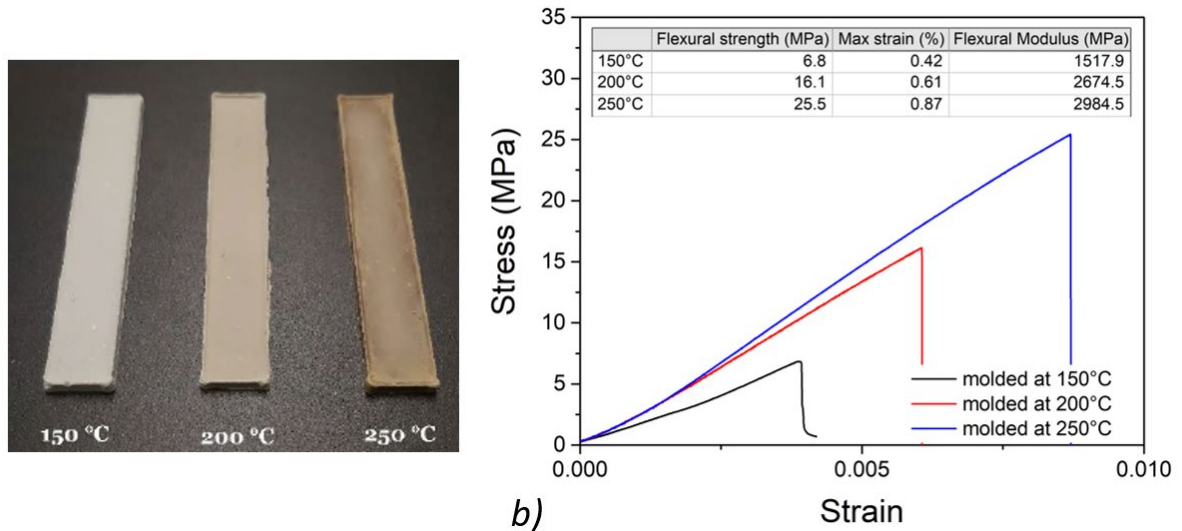 150 °C 200 °C 250 °C
b)
Stress (MPa)
35
30
25
20
15
10
5
0
Flexural strength (MPa) Max strain (%) Flexural Modulus (MPa)
150°C 6.8 0.42 1517.9
200°C 16.1 0.61 2674.5
250°C 25.5 0.87 2984.5
molded at 150°C
molded at 200°C
molded at 250°C
0.000 0.005 0.010
Strain